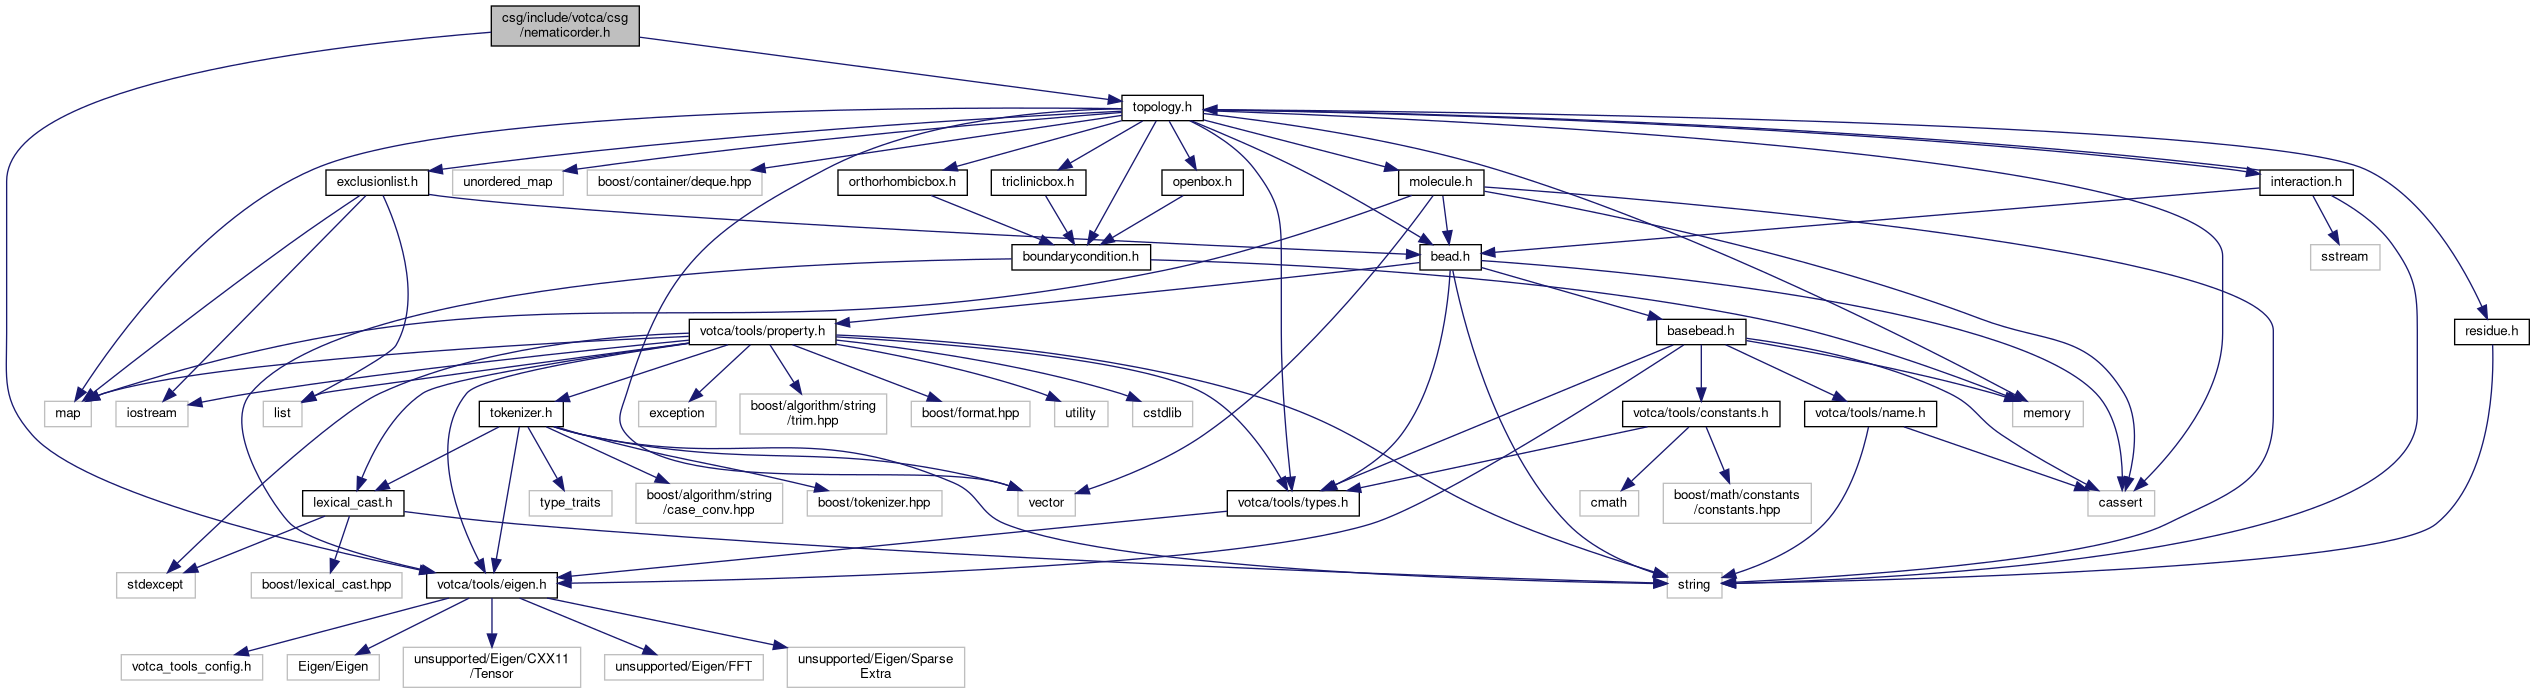 csg/include/votca/csg
/nematicorder.h
topology.h
exclusionlist.h
unordered_map
boost/container/deque.hpp
orthorhombicbox.h
triclinicbox.h
openbox.h
molecule.h
interaction.h
boundarycondition.h
bead.h
sstream
votca/tools/property.h
basebead.h
residue.h
map
iostream
list
tokenizer.h
exception
boost/algorithm/string
/trim.hpp
boost/format.hpp
utility
cstdlib
votca/tools/constants.h
votca/tools/name.h
memory
lexical_cast.h
type_traits
boost/algorithm/string
/case_conv.hpp
boost/tokenizer.hpp
vector
votca/tools/types.h
cmath
boost/math/constants
/constants.hpp
cassert
stdexcept
boost/lexical_cast.hpp
votca/tools/eigen.h
string
votca_tools_config.h
Eigen/Eigen
unsupported/Eigen/CXX11
/Tensor
unsupported/Eigen/FFT
unsupported/Eigen/Sparse
Extra